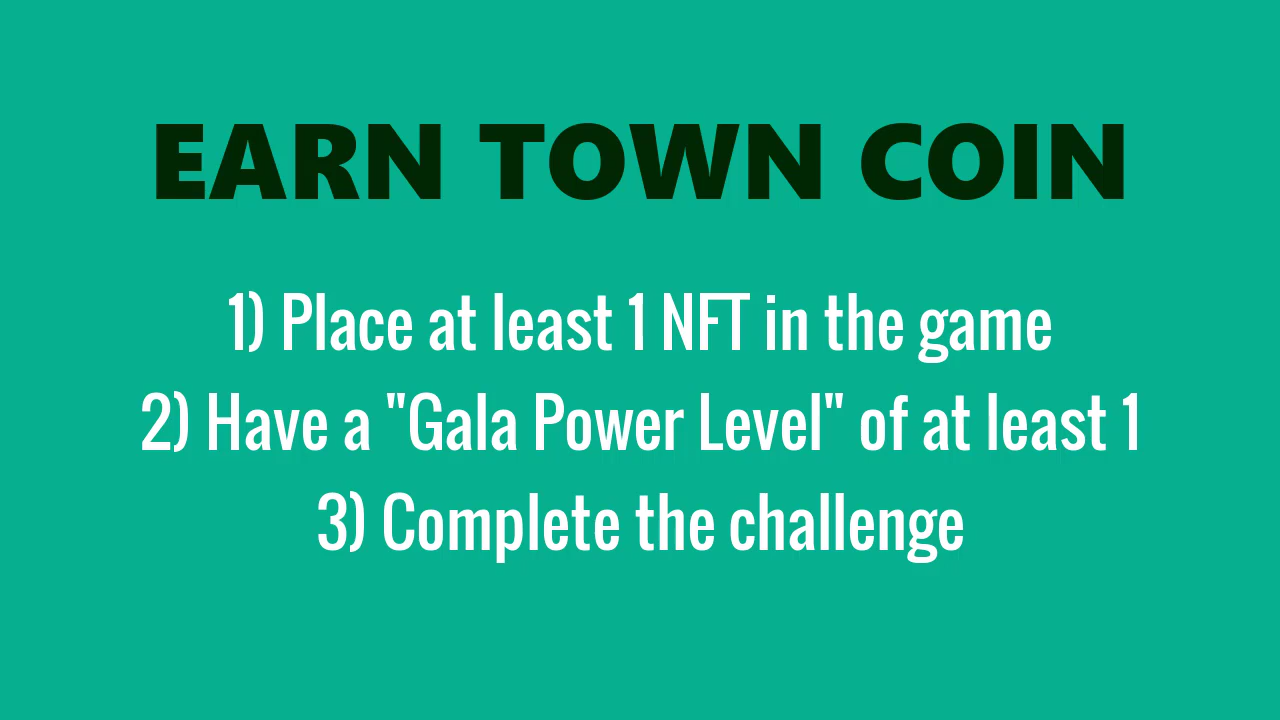 EARN TOWN COIN
1) Place at least 1 NFT in the game
2) Have a "Gala Power Level" of at least 1
3) Complete the challenge